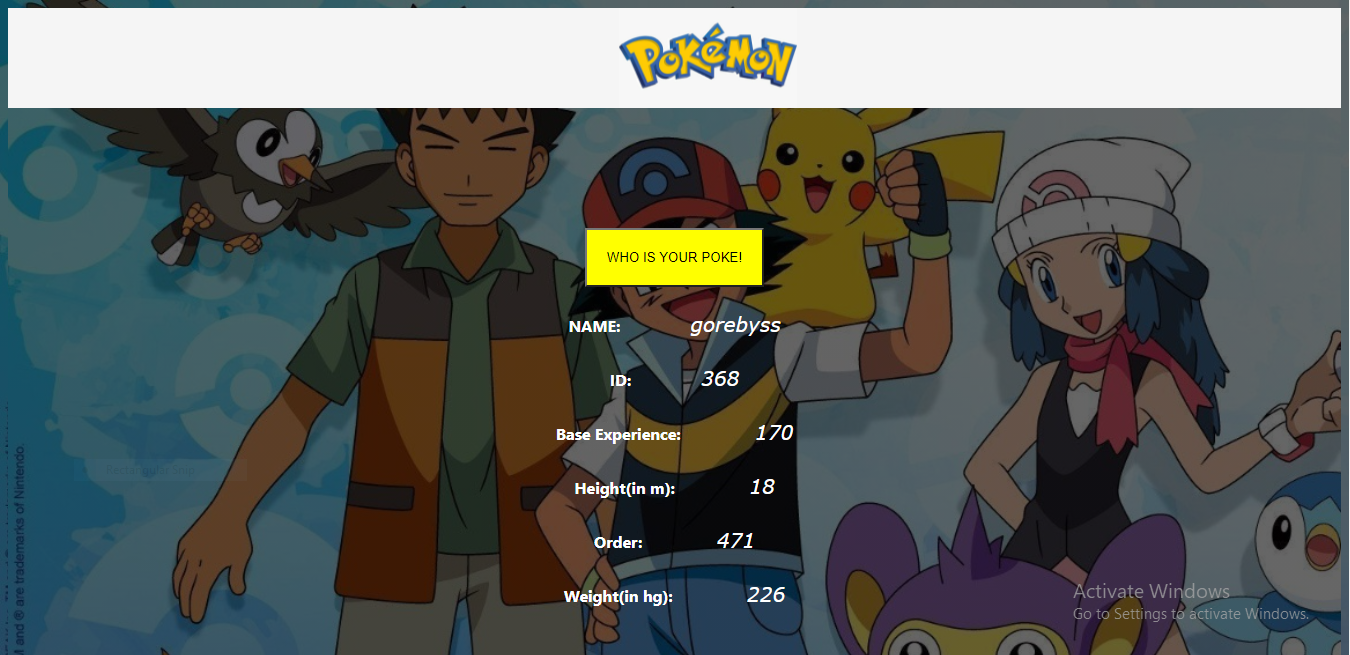 POKéMON
WHO IS YOUR POKE!
NAME: gorebyss
ID: 368
Base Experience: 170
Height(in m): 18
Order: 471
Weight(in hg): 226
Activate Windows
Go to Settings to activate Windows.
M and ® are trademarks of Nintendo.